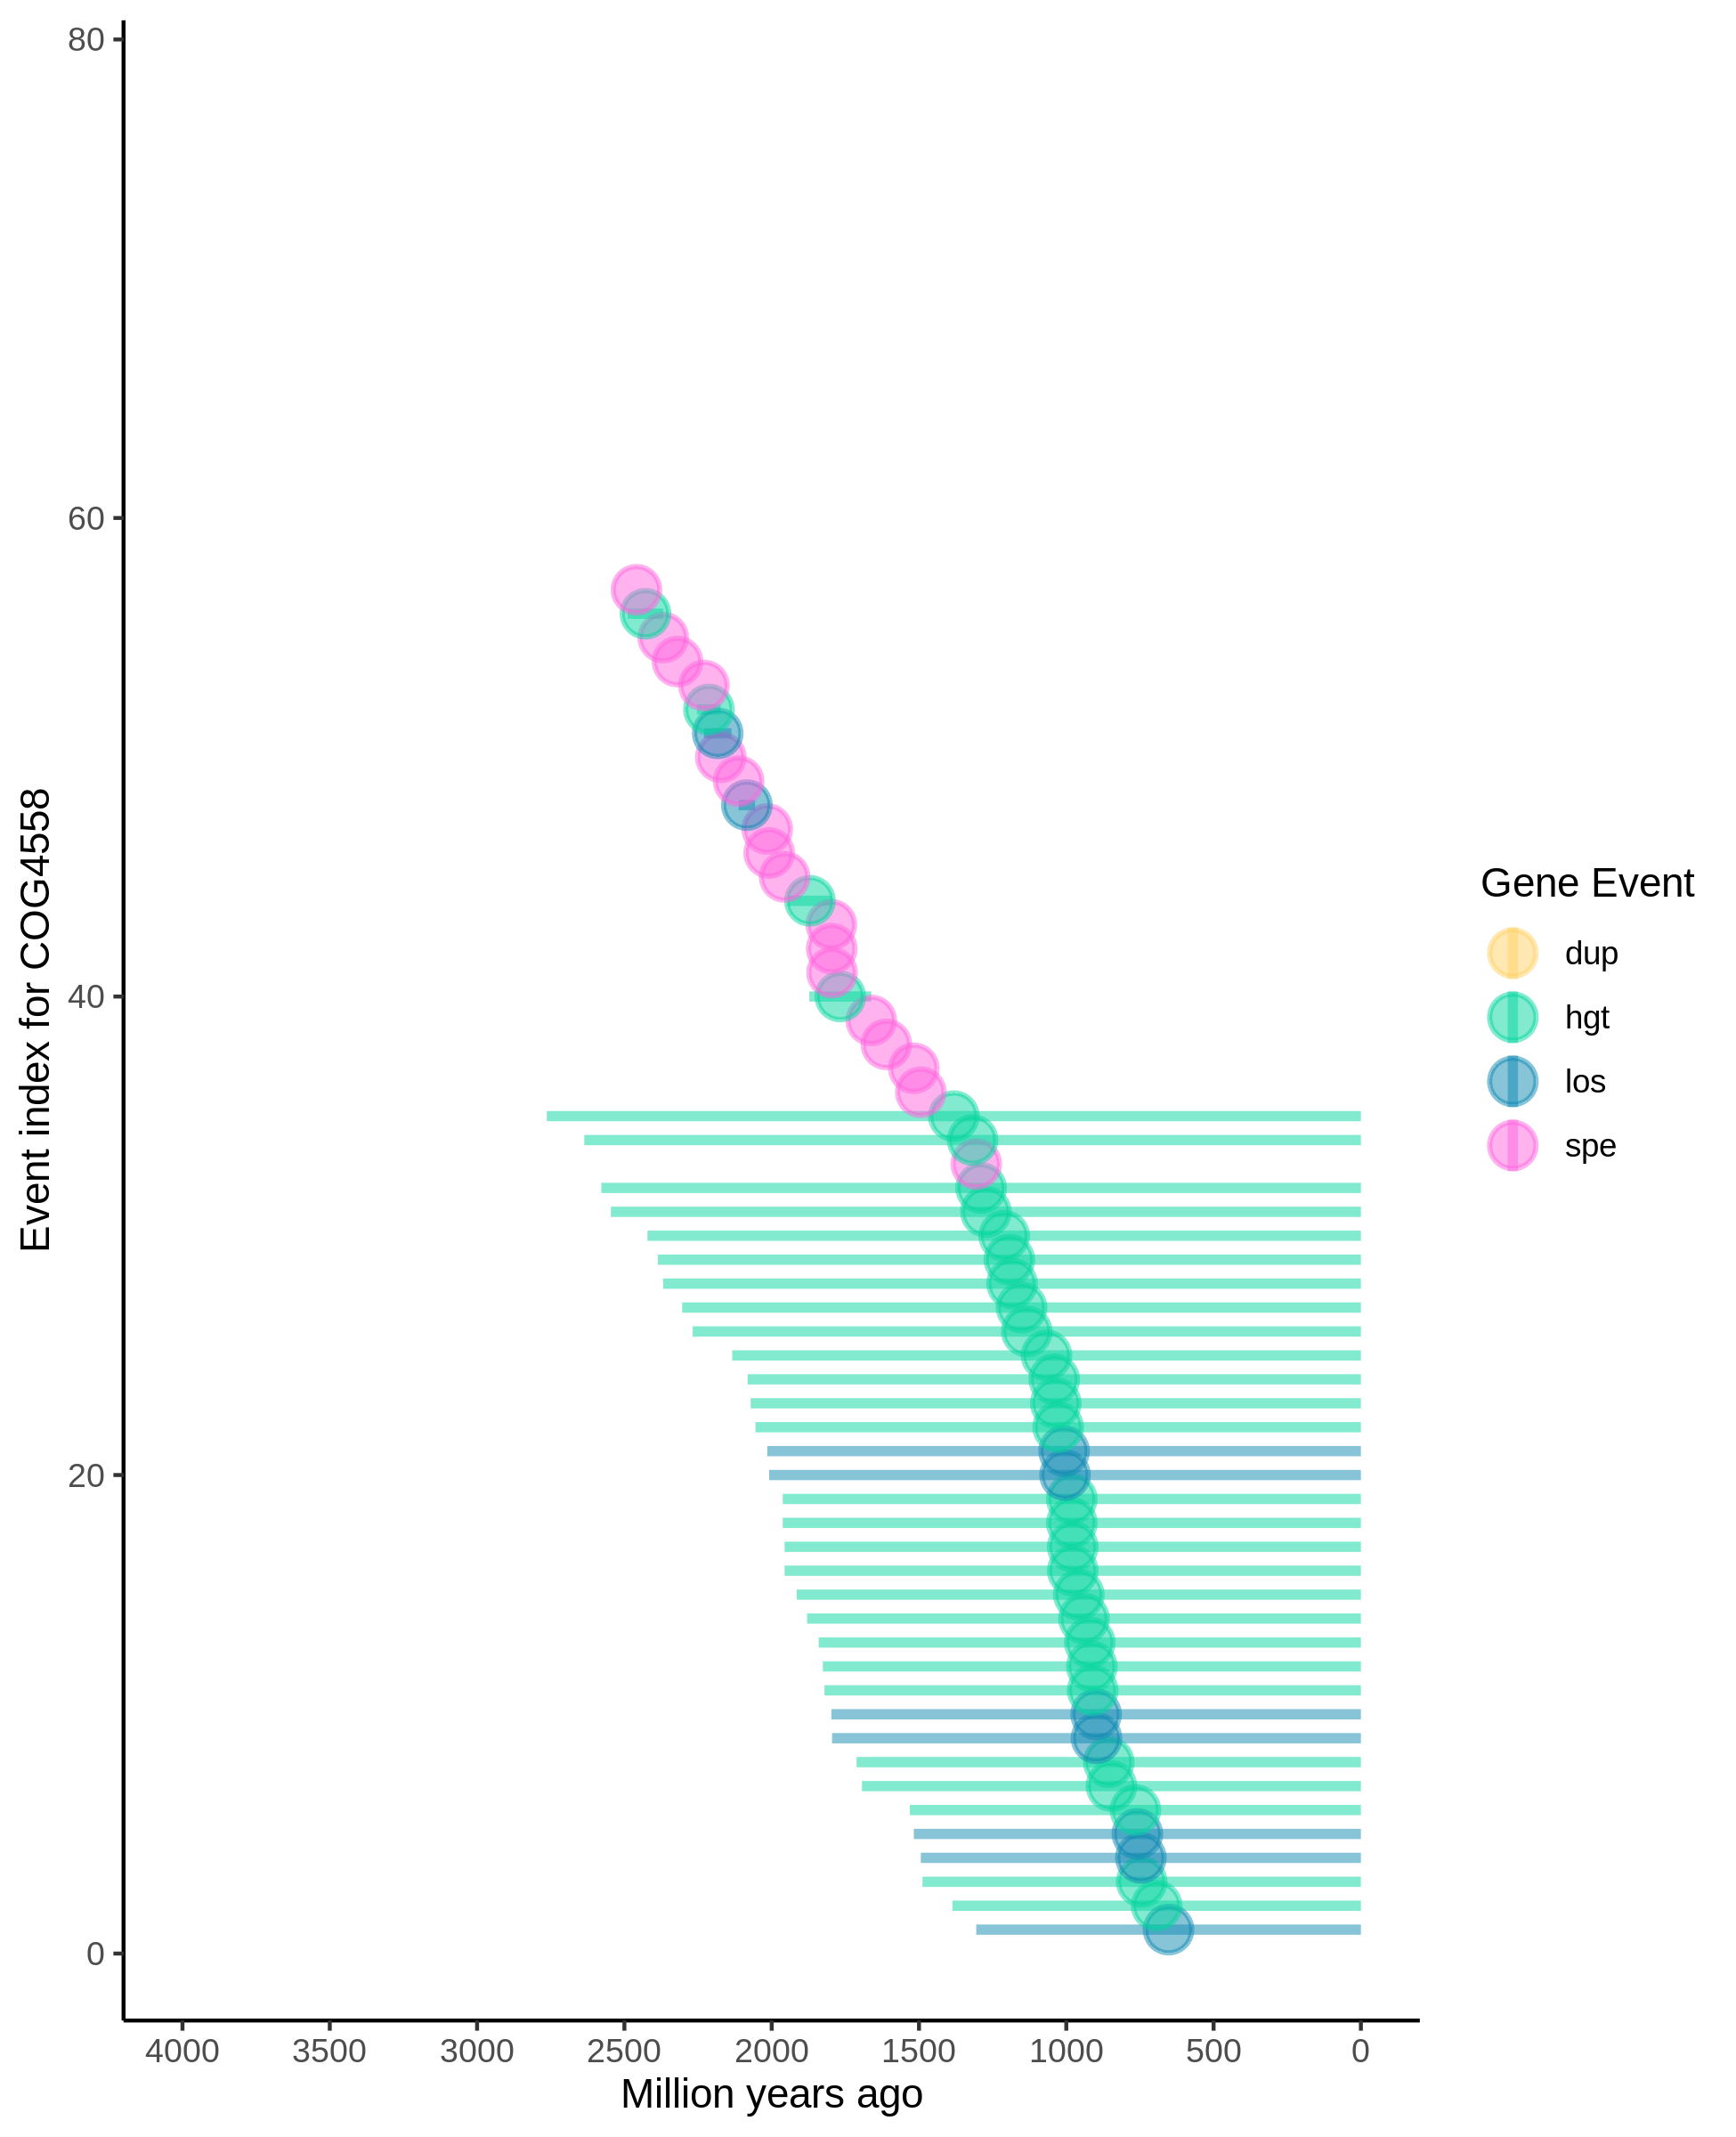 80
60
40
20
0
Event index for COG4558
4000 3500 3000 2500 2000 1500 1000 500 0
Million years ago
Gene Event
dup
hgt
los
spe